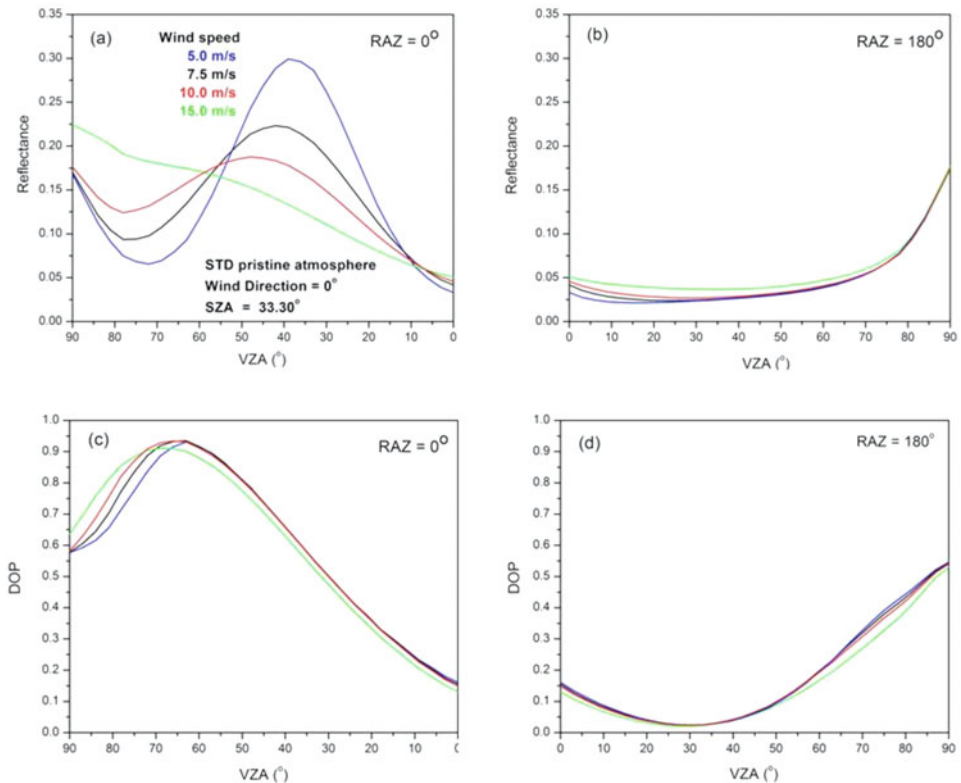 (a)
Wind speed
5.0 m/s
7.5 m/s
10.0 m/s
15.0 m/s
RAZ = 0°
STD pristine atmosphere
Wind Direction = 0°
SZA = 33.30°
Reflectance
0.35
0.30
0.25
0.20
0.15
0.10
0.05
0.00
90 80 70 60 50 40 30 20 10 0
VZA (°)
(b)
RAZ = 180°
Reflectance
0.35
0.30
0.25
0.20
0.15
0.10
0.05
0.00
0 10 20 30 40 50 60 70 80 90
VZA (°)
(c)
RAZ = 0°
DOP
1.0
0.9
0.8
0.7
0.6
0.5
0.4
0.3
0.2
0.1
0.0
90 80 70 60 50 40 30 20 10 0
VZA (°)
(d)
RAZ = 180°
DOP
1.0
0.9
0.8
0.7
0.6
0.5
0.4
0.3
0.2
0.1
0.0
0 10 20 30 40 50 60 70 80 90
VZA (°)